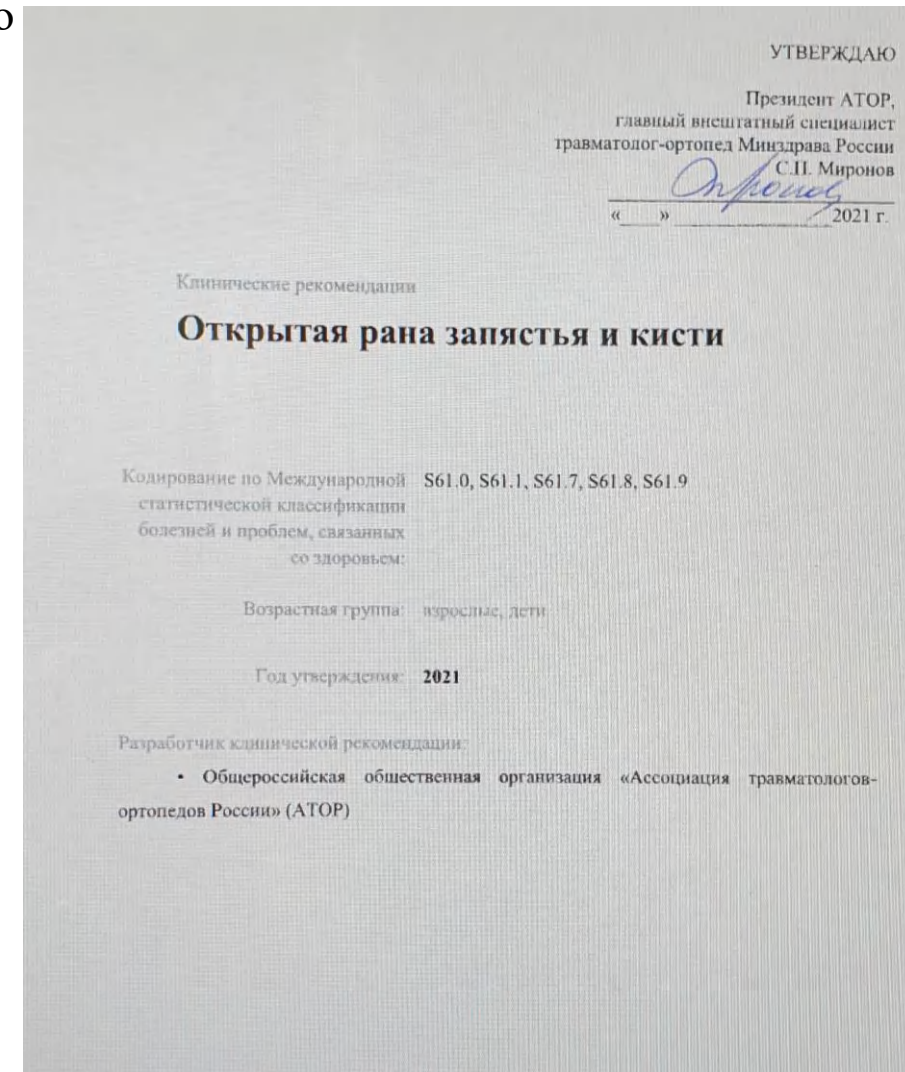 о
УТВЕРЖДАЮ
Президент АТОР,
главный внештатный специалист
травматолог-ортопед Минздрава России
С.П. Миронов
«____» ____________________2021 г.
Клинические рекомендации
Открытая рана запястья и кисти
Кодирование по Международной
статистической классификации
болезней и проблем, связанных
со здоровьем:
S61.0, S61.1, S61.7, S61.8, S61.9
Возрастная группа: взрослые, дети
Год утверждения: 2021
Разработчик клинической рекомендации:
• Общероссийская общественная организация «Ассоциация травматологов-
ортопедов России» (АТОР)